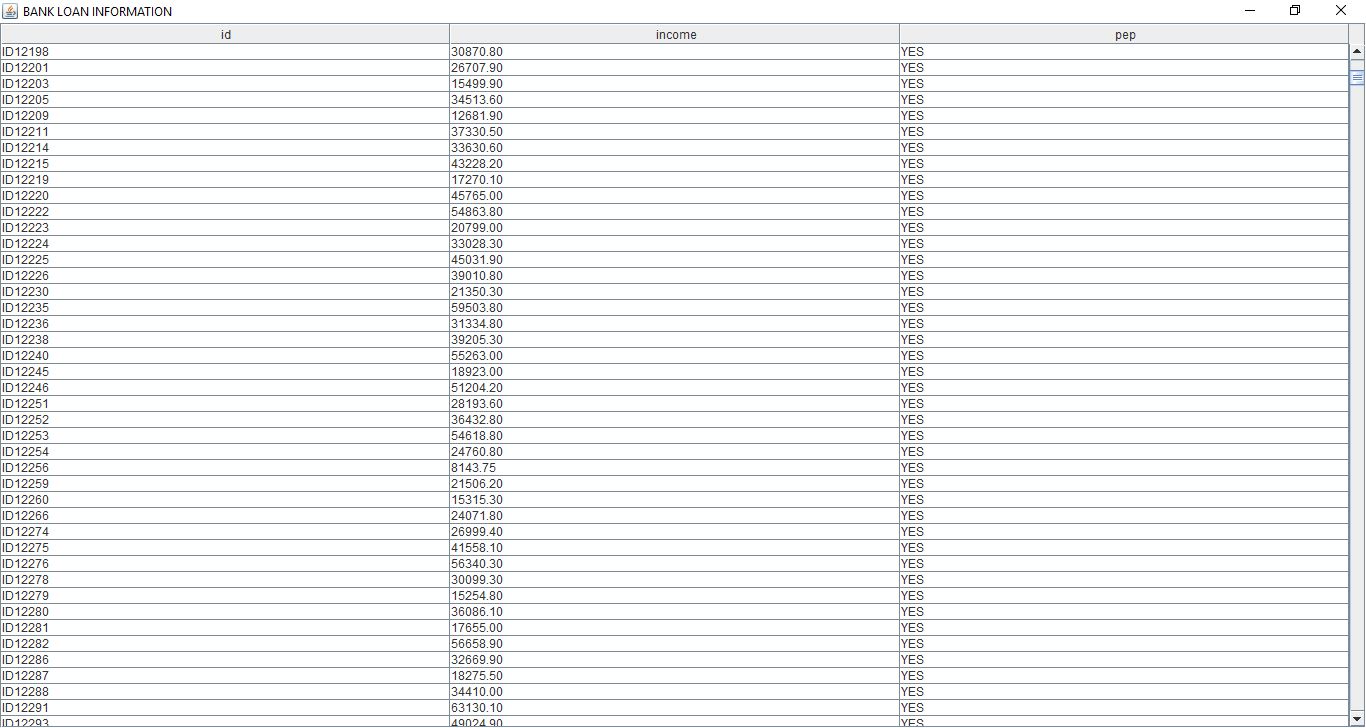 BANK LOAN INFORMATION
id income pep
ID12198 30870.80 YES
ID12201 26707.90 YES
ID12203 15499.90 YES
ID12205 34513.60 YES
ID12209 12681.90 YES
ID12211 37330.50 YES
ID12214 33630.60 YES
ID12215 43228.20 YES
ID12219 17270.10 YES
ID12220 45765.00 YES
ID12222 54863.80 YES
ID12223 20799.00 YES
ID12224 33028.30 YES
ID12225 45031.90 YES
ID12226 39010.80 YES
ID12230 21350.30 YES
ID12235 59503.80 YES
ID12236 31334.80 YES
ID12238 39205.30 YES
ID12240 55263.00 YES
ID12245 18923.00 YES
ID12246 51204.20 YES
ID12251 28193.60 YES
ID12252 36432.80 YES
ID12253 54618.80 YES
ID12254 24760.80 YES
ID12256 8143.75 YES
ID12259 21506.20 YES
ID12260 15315.30 YES
ID12266 24071.80 YES
ID12274 26999.40 YES
ID12275 41558.10 YES
ID12276 56340.30 YES
ID12278 30099.30 YES
ID12279 15254.80 YES
ID12280 36086.10 YES
ID12281 17655.00 YES
ID12282 56658.90 YES
ID12286 32669.90 YES
ID12287 18275.50 YES
ID12288 34410.00 YES
ID12291 63130.10 YES
ID12293 49024.90 YES